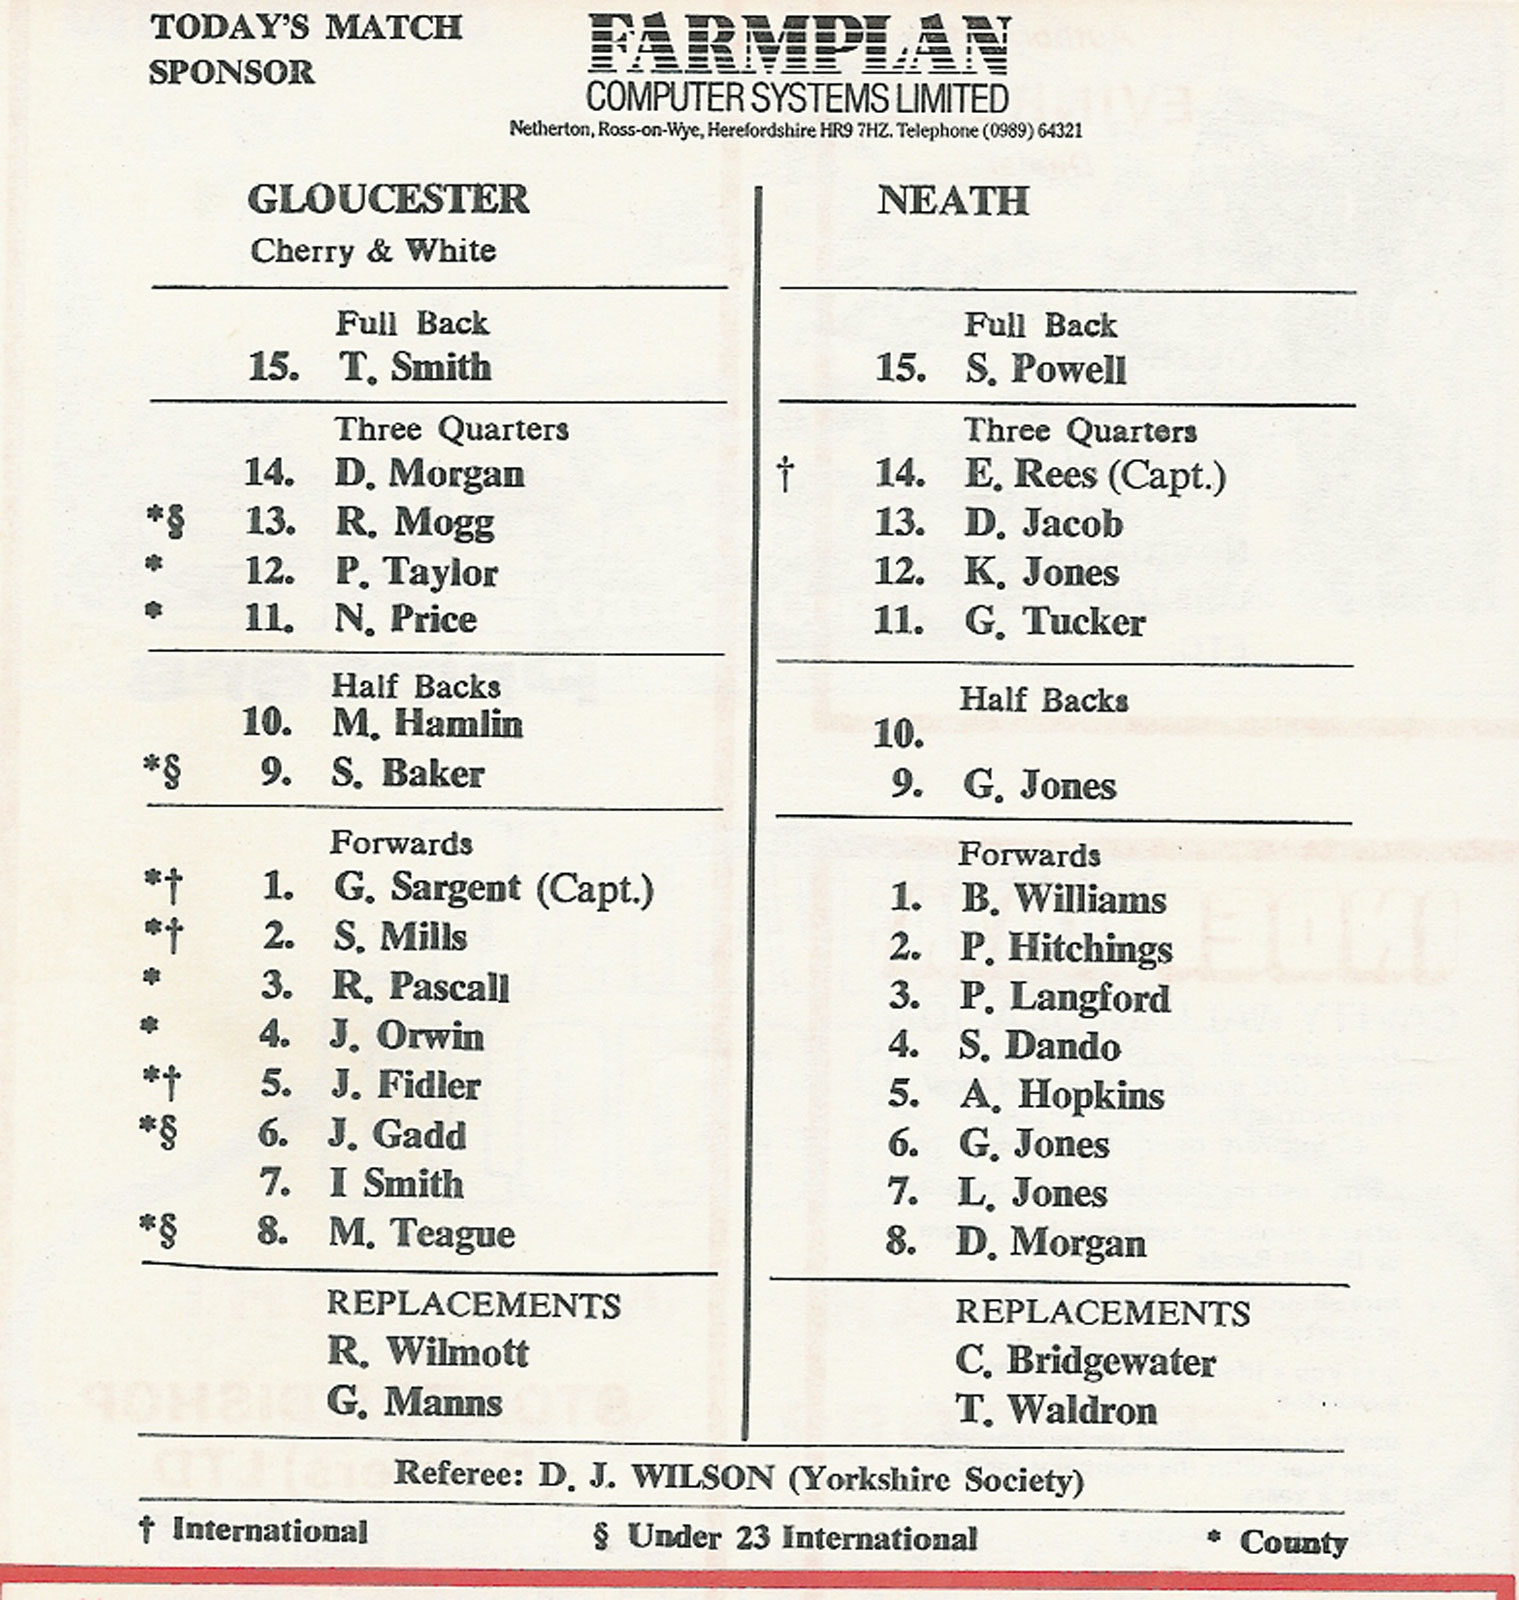 TODAY'S MATCH
SPONSOR
FARMPLAN
COMPUTER SYSTEMS LIMITED
Netherton, Ross-on-Wye, Herefordshire HR9 7HZ. Telephone (0989) 64321
GLOUCESTER
Cherry & White
Full Back
15. T. Smith
Three Quarters
14. D. Morgan
*§ 13. R. Mogg
* 12. P. Taylor
* 11. N. Price
Half Backs
10. M. Hamlin
*§ 9. S. Baker
Forwards
*† 1. G. Sargent (Capt.)
*† 2. S. Mills
* 3. R. Pascall
* 4. J. Orwin
*† 5. J. Fidler
*§ 6. J. Gadd
7. I Smith
*§ 8. M. Teague
REPLACEMENTS
R. Wilmott
G. Manns
NEATH
Full Back
15. S. Powell
Three Quarters
† 14. E. Rees (Capt.)
13. D. Jacob
12. K. Jones
11. G. Tucker
Half Backs
10.
9. G. Jones
Forwards
1. B. Williams
2. P. Hitchings
3. P. Langford
4. S. Dando
5. A. Hopkins
6. G. Jones
7. L. Jones
8. D. Morgan
REPLACEMENTS
C. Bridgewater
T. Waldron
Referee: D. J. WILSON (Yorkshire Society)
† International § Under 23 International * County